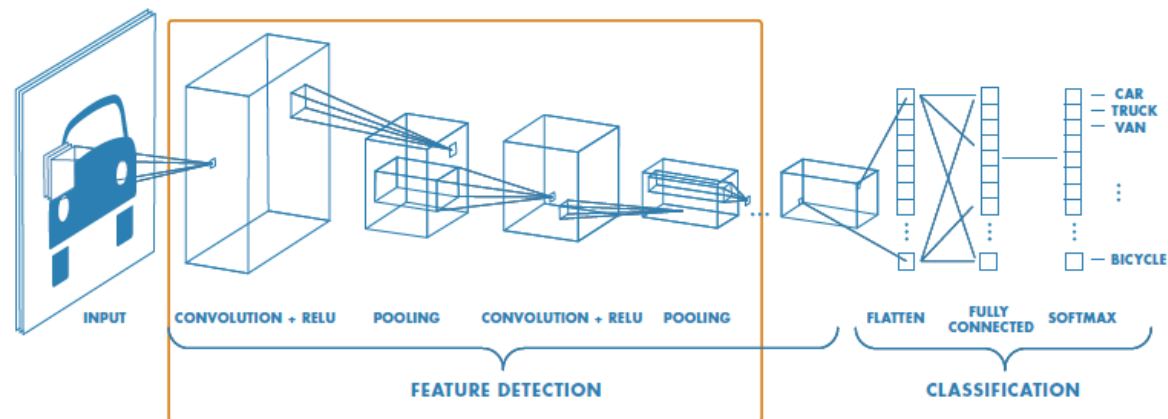 CAR
TRUCK
VAN
BICYCLE
INPUT
CONVOLUTION + RELU
POOLING
CONVOLUTION + RELU
POOLING
FLATTEN
FULLY
CONNECTED
SOFTMAX
FEATURE DETECTION
CLASSIFICATION